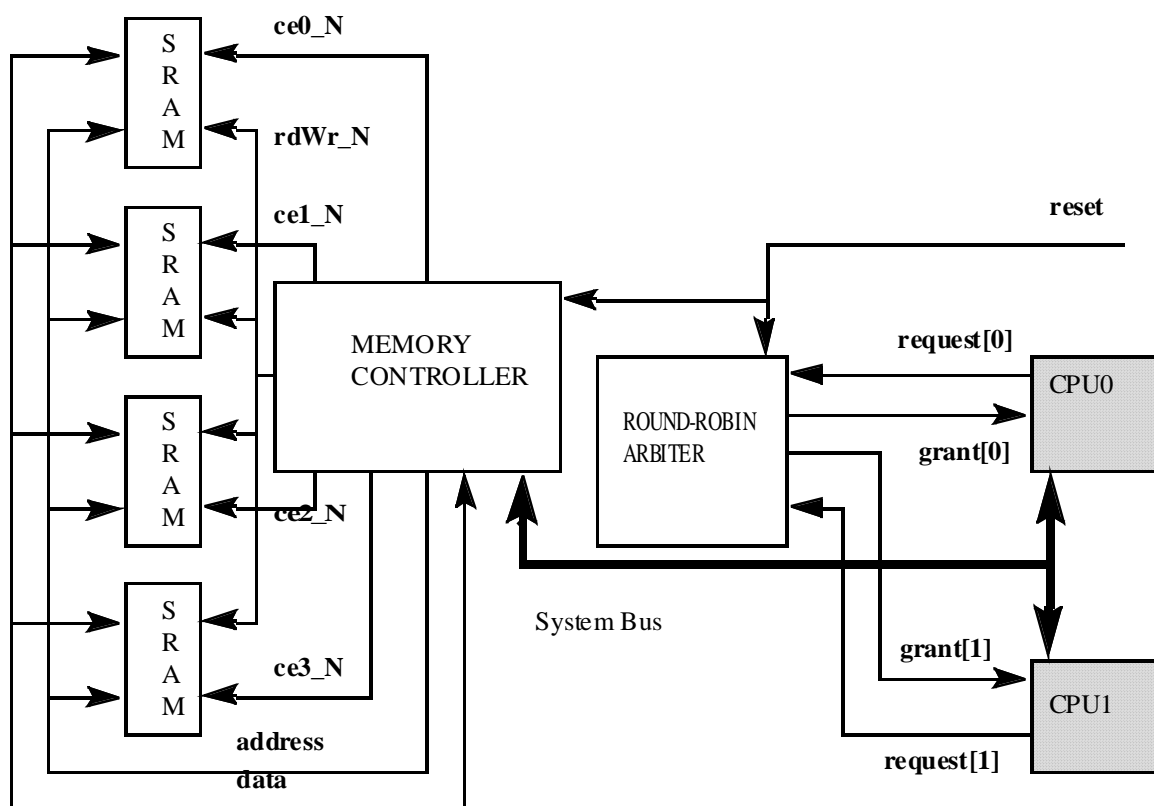 S
R
A
M
ce0_N
rdWr_N
S
R
A
M
ce1_N
reset
MEMORY
CONTROLLER
request[0]
CPU0
ROUND-ROBIN
ARBITER
grant[0]
S
R
A
M
ce2_N
S
R
A
M
System Bus
ce3_N
grant[1]
CPU1
request[1]
address
data